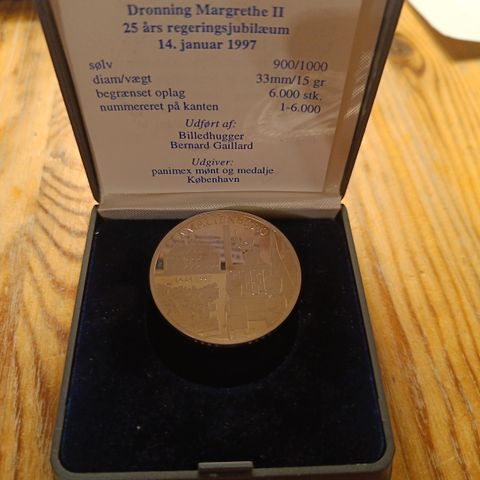 Dronning Margrethe II
25 års regeringsjubilæum
14. januar 1997
sølv 900/1000
diam/vægt 33mm/15 gr
begrænset oplag 6.000 stk.
nummereret på kanten 1-6.000
Udført af:
Billedhugger
Bernard Gaillard
Udgiver:
panimex mønt og medalje
København